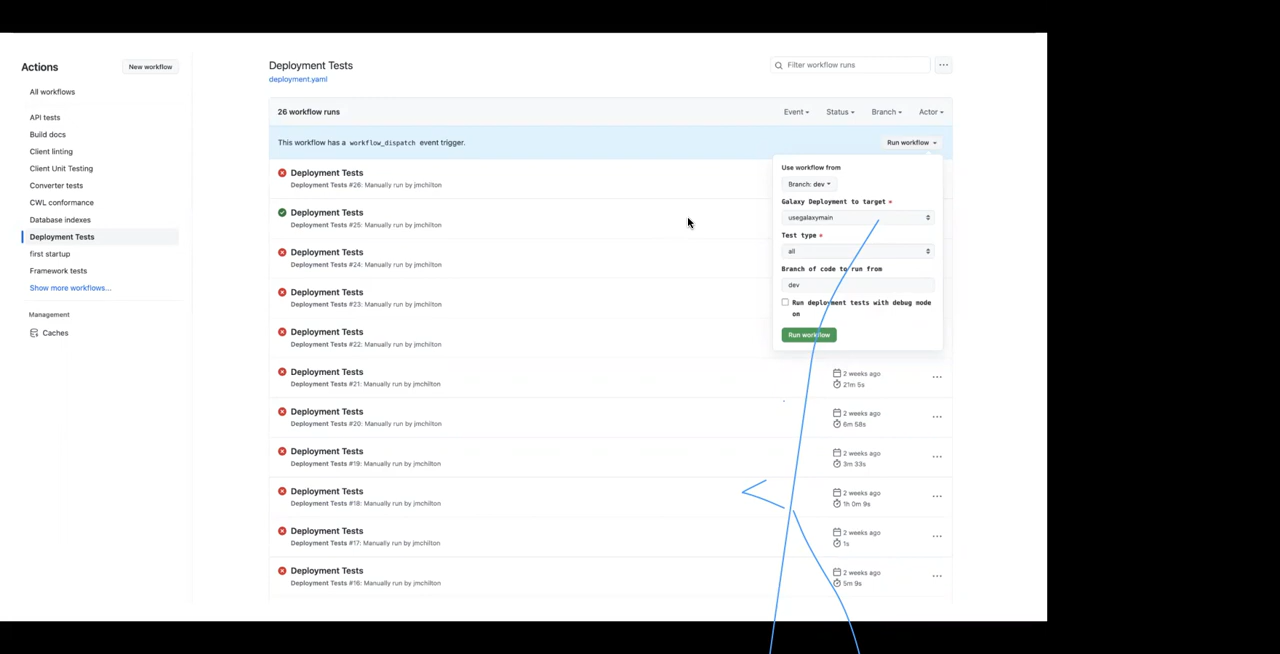 Actions
New workflow
All workflows
API tests
Build docs
Client linting
Client Unit Testing
Converter tests
CWL conformance
Database indexes
Deployment Tests
first startup
Framework tests
Show more workflows...
Management
Caches
Deployment Tests
deployment.yaml
Filter workflow runs
26 workflow runs
Event
Status
Branch
Actor
This workflow has a workflow_dispatch event trigger.
Run workflow
Use workflow from
Branch: dev
Galaxy Deployment to target *
usegalaxymain
Test type *
all
Branch of code to run from
dev
Run deployment tests with debug mode
on
Run workflow
Deployment Tests
Deployment Tests #26: Manually run by jmchilton
Deployment Tests
Deployment Tests #25: Manually run by jmchilton
Deployment Tests
Deployment Tests #24: Manually run by jmchilton
Deployment Tests
Deployment Tests #23: Manually run by jmchilton
Deployment Tests
Deployment Tests #22: Manually run by jmchilton
Deployment Tests
Deployment Tests #21: Manually run by jmchilton
2 weeks ago
21m 5s
Deployment Tests
Deployment Tests #20: Manually run by jmchilton
2 weeks ago
6m 58s
Deployment Tests
Deployment Tests #19: Manually run by jmchilton
2 weeks ago
3m 33s
Deployment Tests
Deployment Tests #18: Manually run by jmchilton
2 weeks ago
1h 0m 9s
Deployment Tests
Deployment Tests #17: Manually run by jmchilton
2 weeks ago
1s
Deployment Tests
Deployment Tests #16: Manually run by jmchilton
2 weeks ago
5m 9s